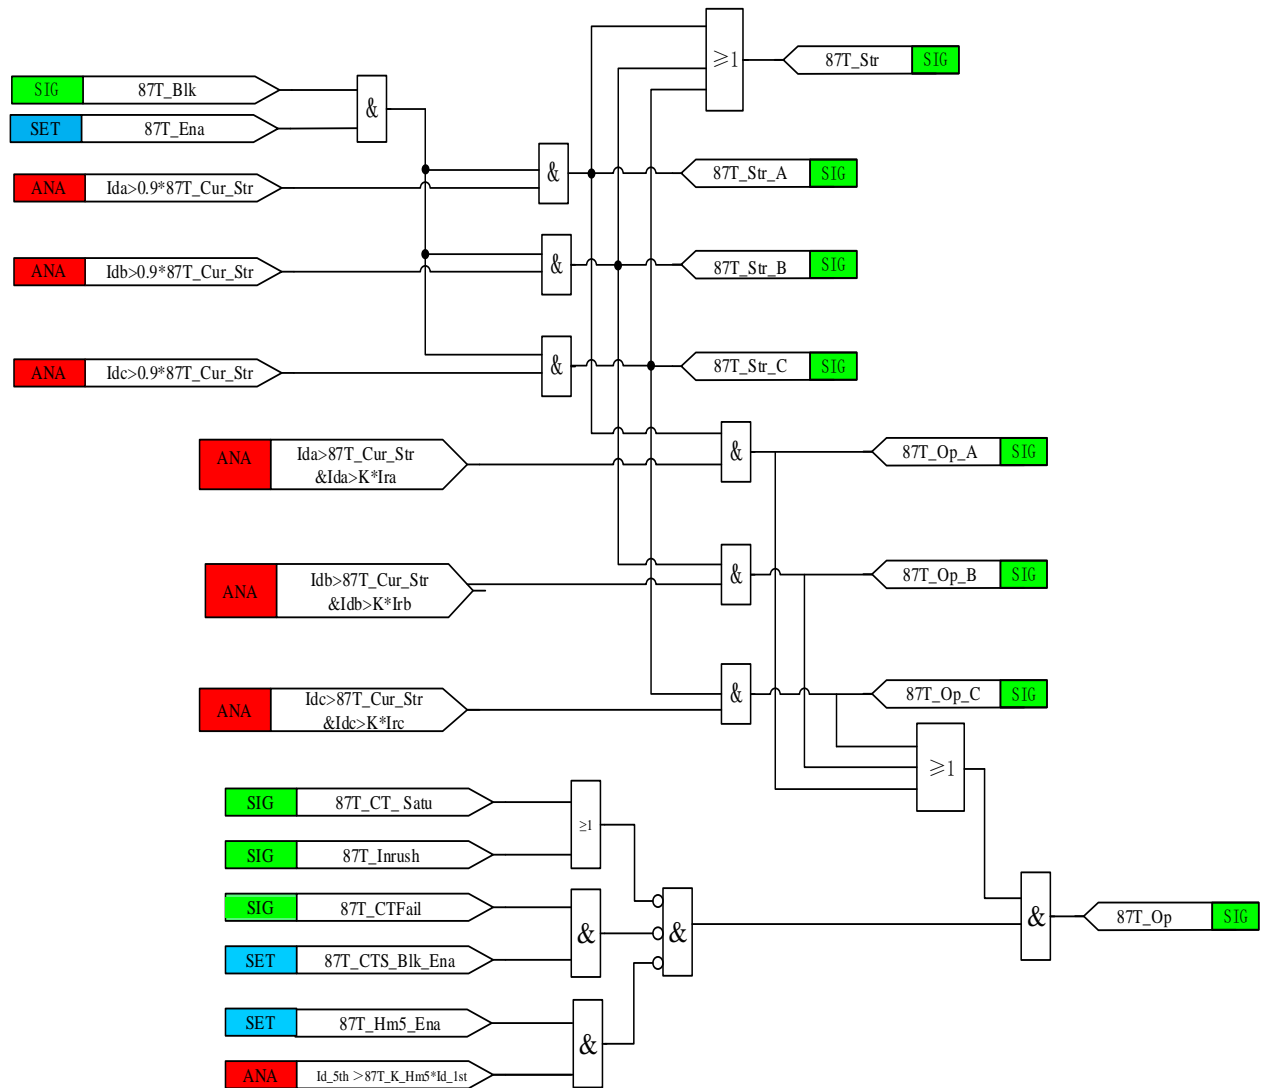 ≥1
87T_Str SIG
SIG 87T_Blk
&
SET 87T_Ena
&
87T_Str_A SIG
ANA Ida>0.9*87T_Cur_Str
&
87T_Str_B SIG
ANA Idb>0.9*87T_Cur_Str
&
87T_Str_C SIG
ANA Idc>0.9*87T_Cur_Str
ANA Ida>87T_Cur_Str
&Ida>K*Ira
&
87T_Op_A SIG
ANA Idb>87T_Cur_Str
&Idb>K*Irb
&
87T_Op_B SIG
ANA Idc>87T_Cur_Str
&Idc>K*Irc
&
87T_Op_C SIG
≥1
SIG 87T_CT_ Satu
≥1
SIG 87T_Inrush
SIG 87T_CTFail
&
&
SET 87T_CTS_Blk_Ena
&
87T_Op SIG
SET 87T_Hm5_Ena
&
ANA Id_5th >87T_K_Hm5*Id_1st